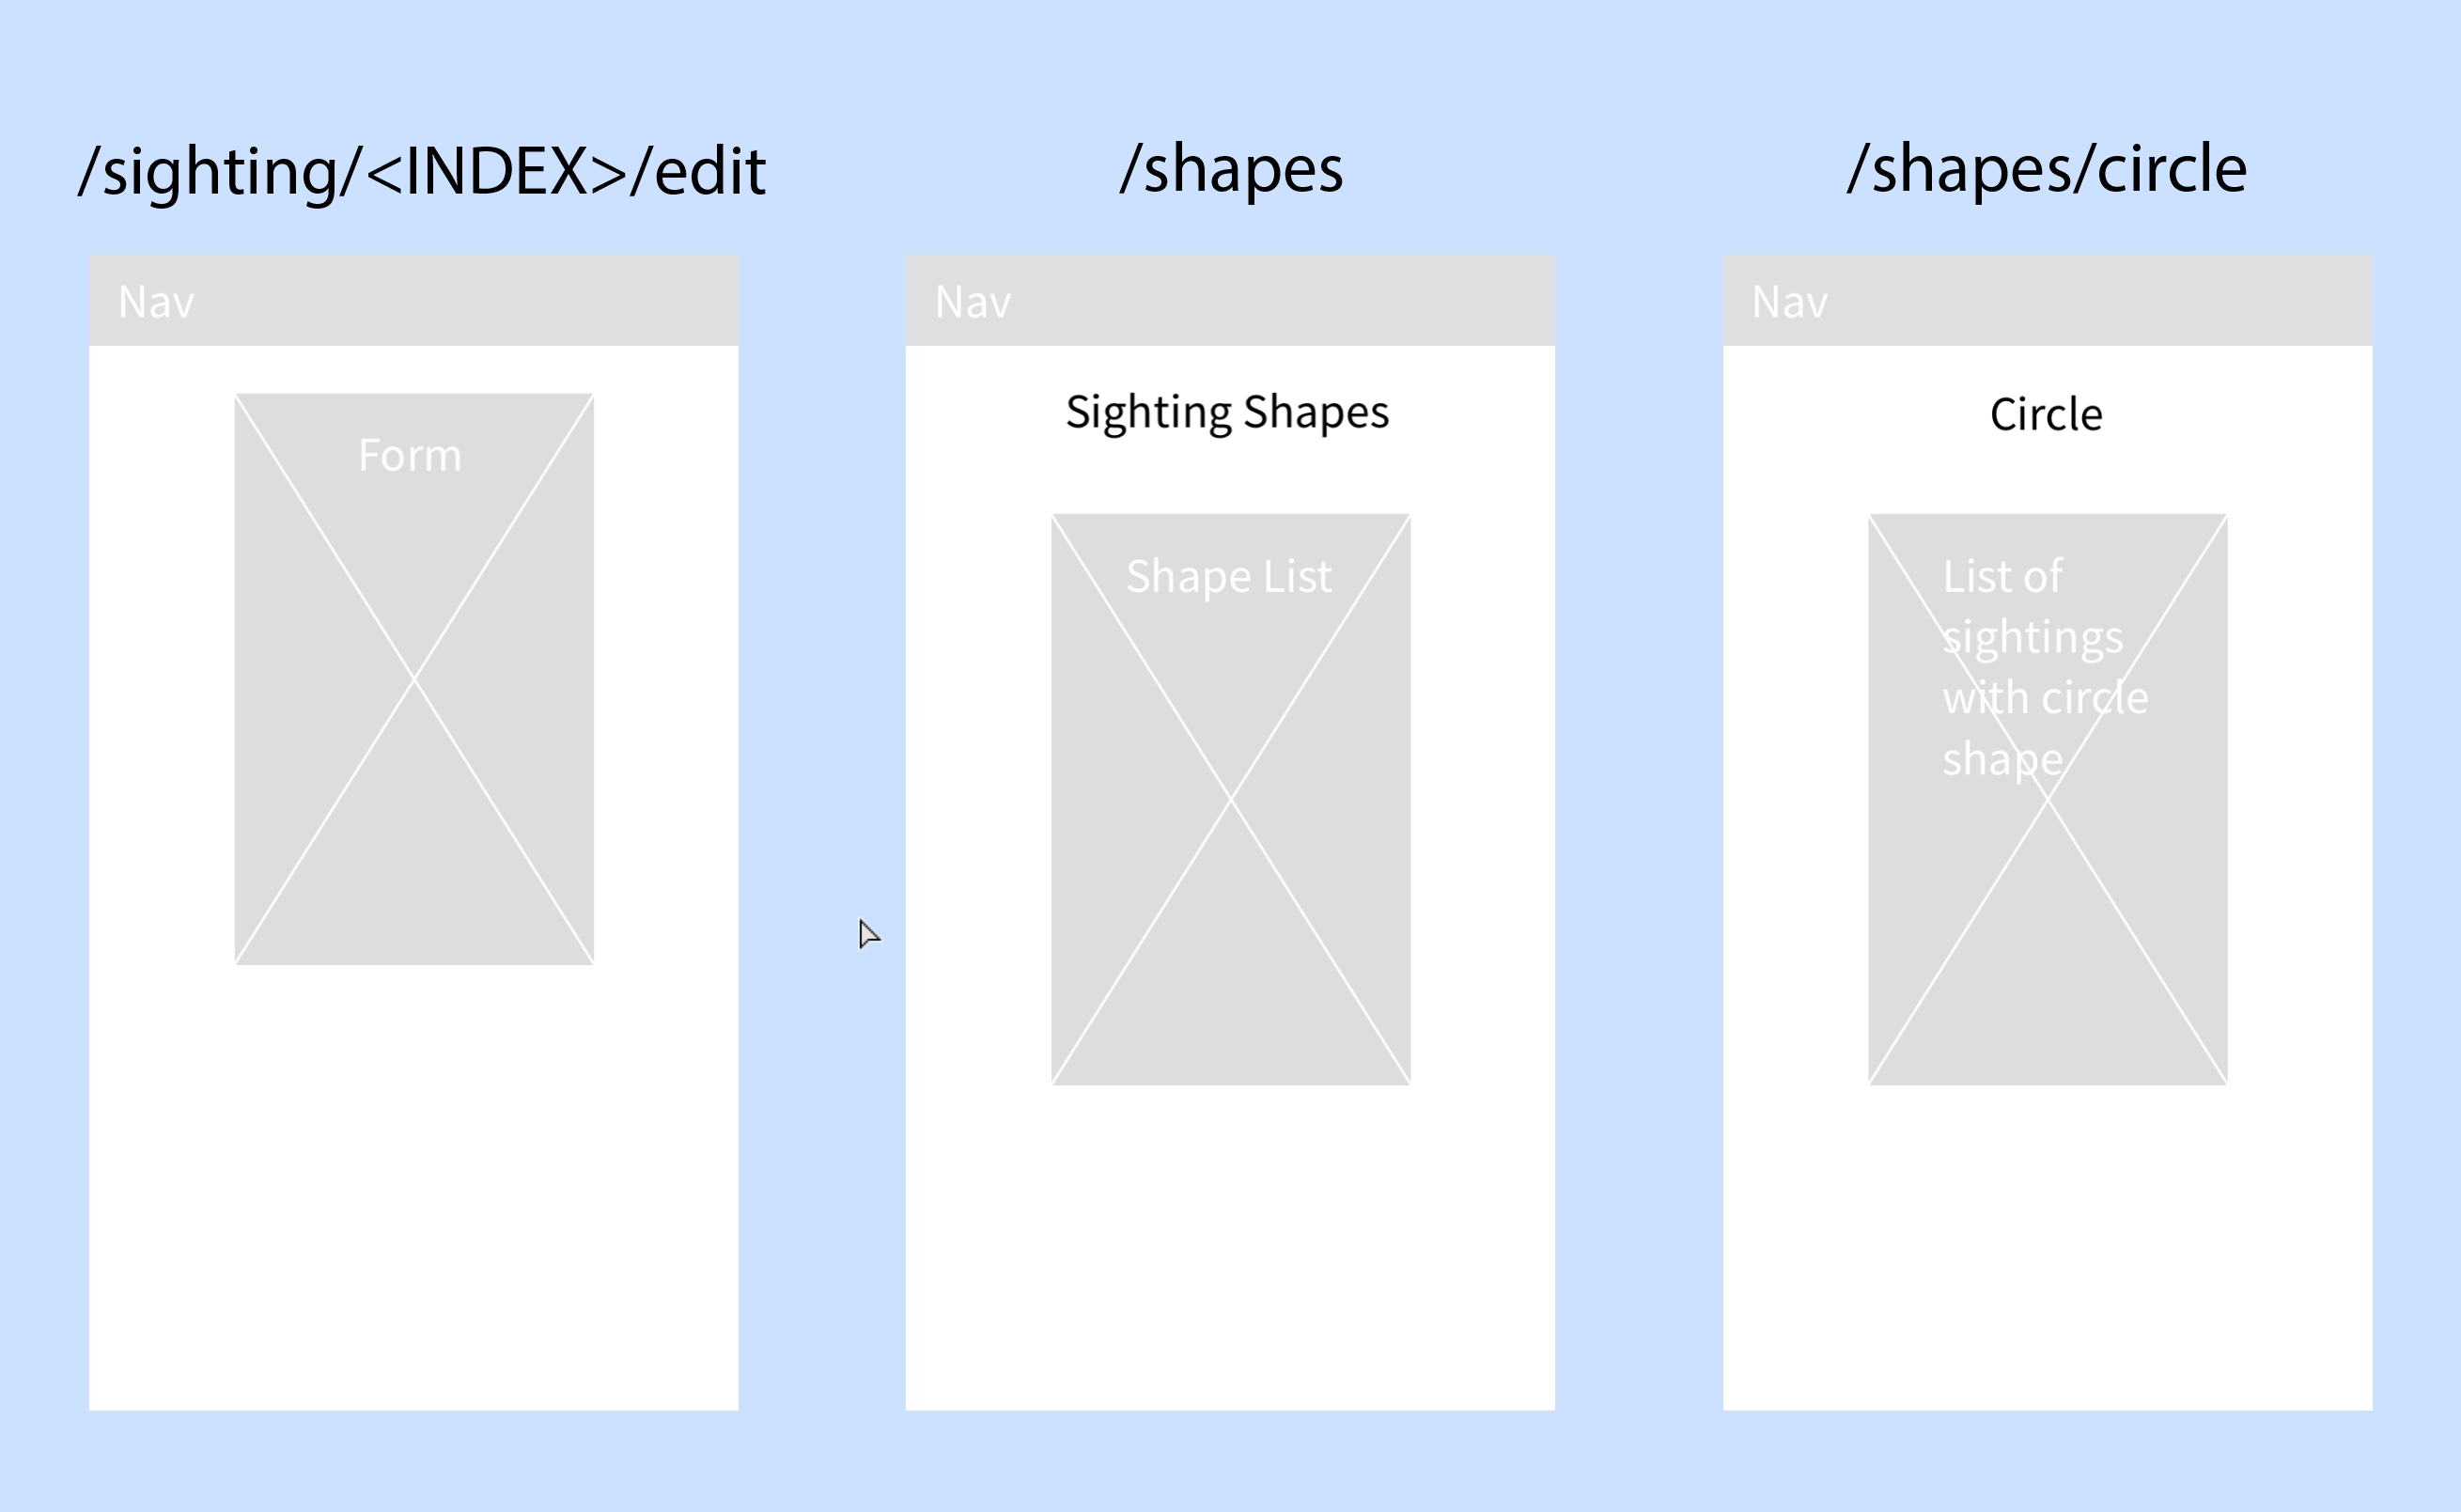 /sighting/<INDEX>/edit
Nav
Form
/shapes
Nav
Sighting Shapes
Shape List
/shapes/circle
Nav
Circle
List of
sightings
with circle
shape